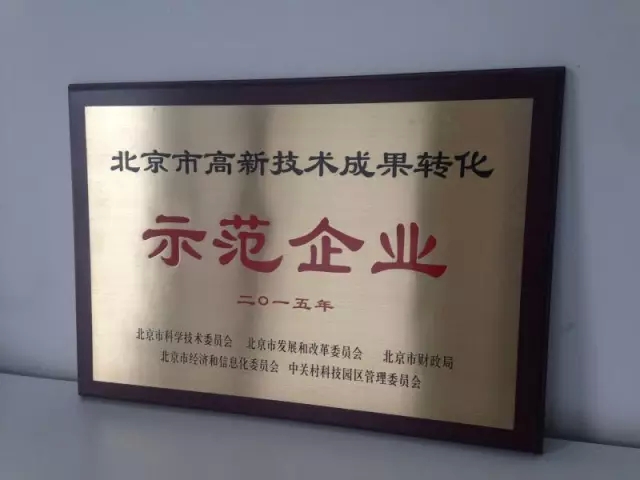 北京市高新技术成果转化
示范企业
二〇一五年
北京市科学技术委员会 北京市发展和改革委员会 北京市财政局
北京市经济和信息化委员会 中关村科技园区管理委员会